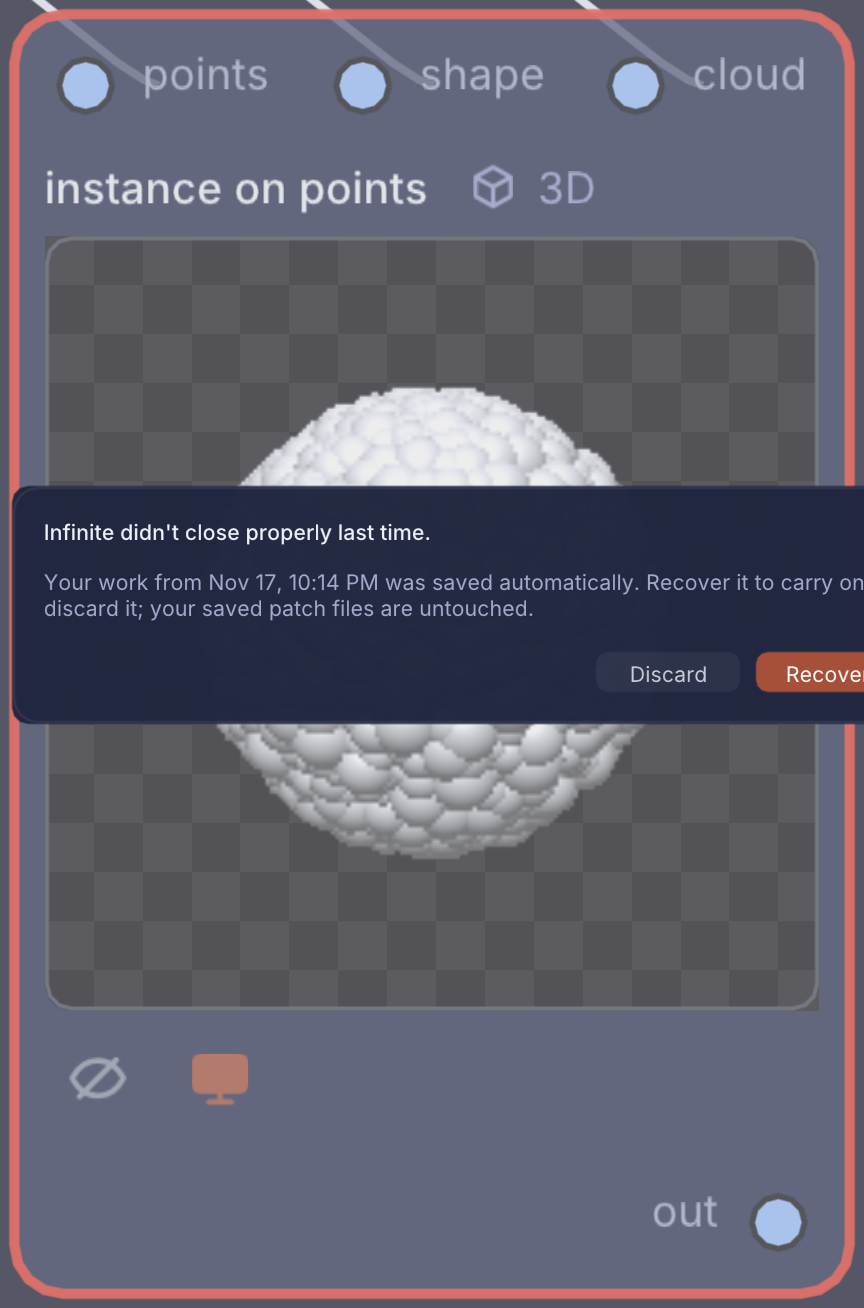 points shape cloud
instance on points 3D
Infinite didn't close properly last time.
Your work from Nov 17, 10:14 PM was saved automatically. Recover it to carry on
discard it; your saved patch files are untouched.
Discard Recover
out